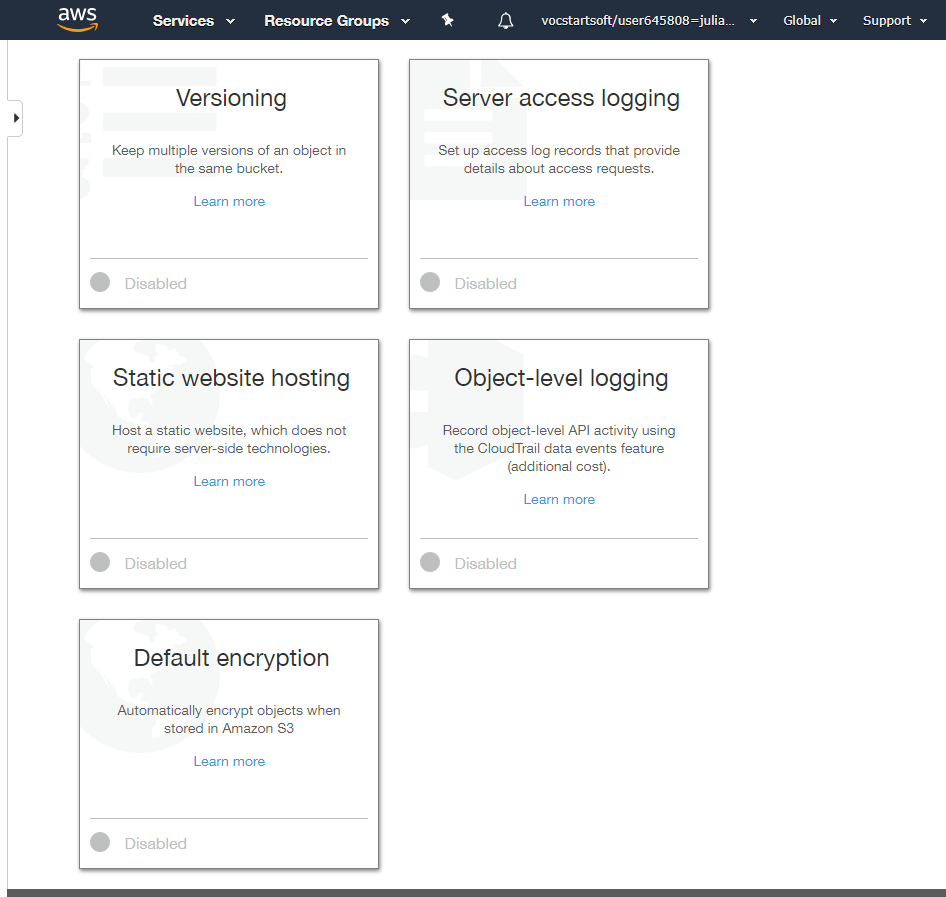 aws Services Resource Groups vocstartsoft/user645808=julia... Global Support
Versioning
Keep multiple versions of an object in
the same bucket.
Learn more
Disabled
Server access logging
Set up access log records that provide
details about access requests.
Learn more
Disabled
Static website hosting
Host a static website, which does not
require server-side technologies.
Learn more
Disabled
Object-level logging
Record object-level API activity using
the CloudTrail data events feature
(additional cost).
Learn more
Disabled
Default encryption
Automatically encrypt objects when
stored in Amazon S3
Learn more
Disabled